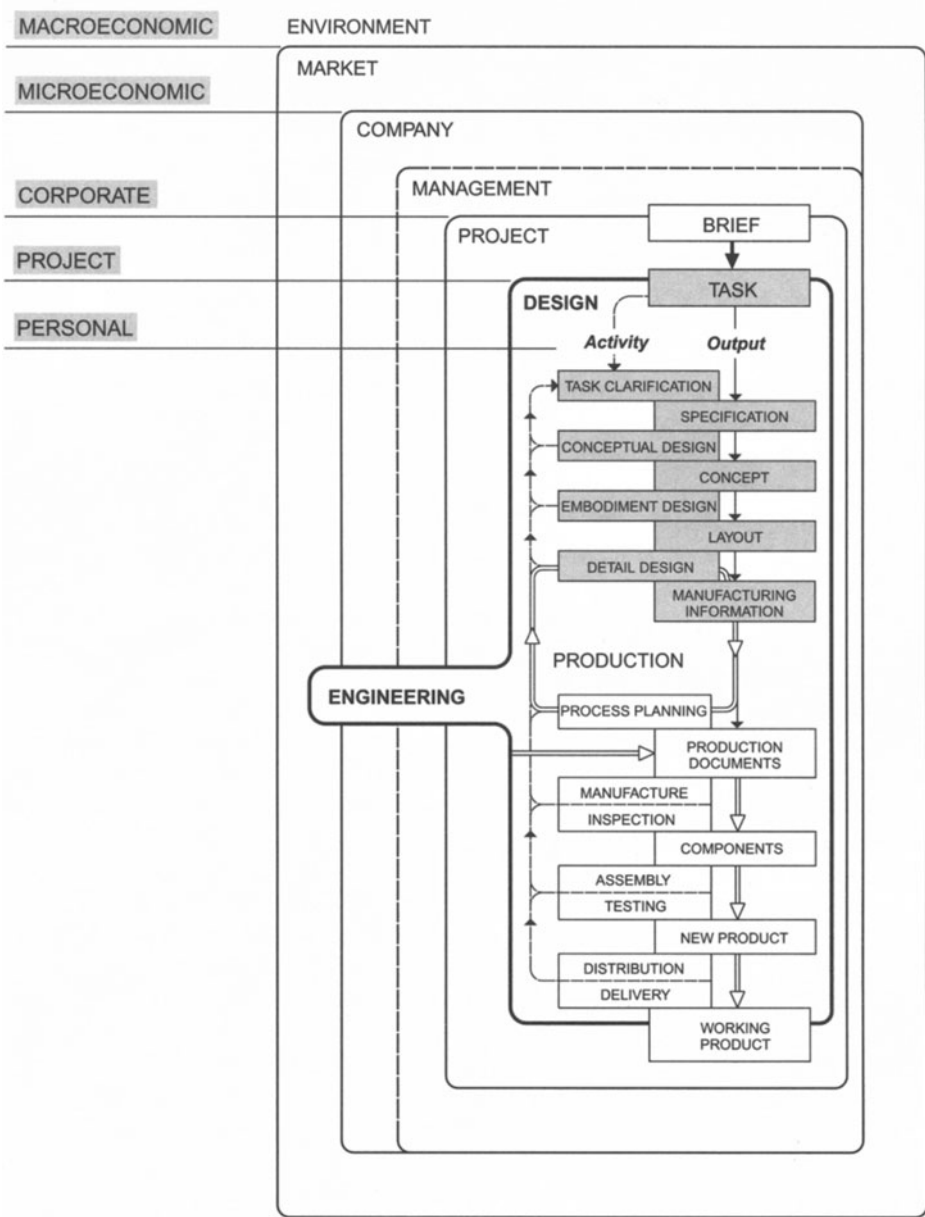 MACROECONOMIC
ENVIRONMENT
MARKET
MICROECONOMIC
COMPANY
CORPORATE
MANAGEMENT
BRIEF
PROJECT
PROJECT
TASK
DESIGN
PERSONAL
Activity
Output
TASK CLARIFICATION
SPECIFICATION
CONCEPTUAL DESIGN
CONCEPT
EMBODIMENT DESIGN
LAYOUT
DETAIL DESIGN
MANUFACTURING
INFORMATION
PRODUCTION
ENGINEERING
PROCESS PLANNING
PRODUCTION
DOCUMENTS
MANUFACTURE
INSPECTION
COMPONENTS
ASSEMBLY
TESTING
NEW PRODUCT
DISTRIBUTION
DELIVERY
WORKING
PRODUCT